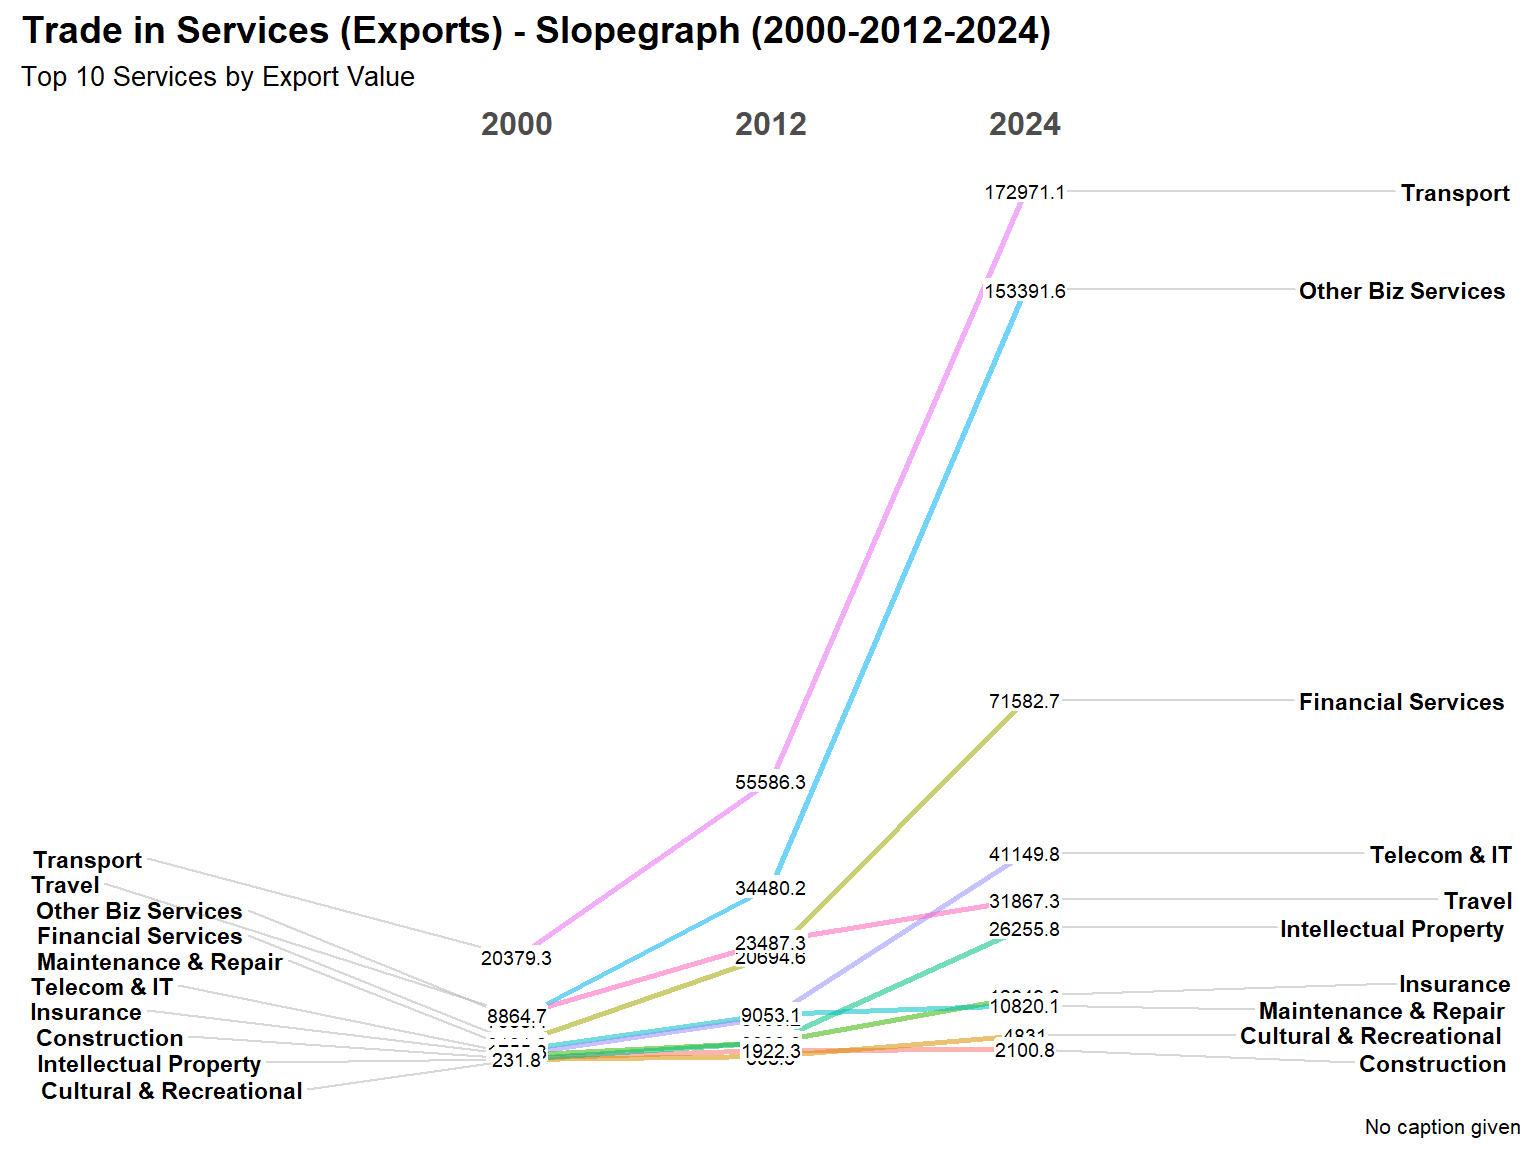 Trade in Services (Exports) - Slopegraph (2000-2012-2024)
Top 10 Services by Export Value
2000 2012 2024
172971.1 Transport
153391.6 Other Biz Services
71582.7 Financial Services
55586.3
41149.8 Telecom & IT
Transport
34480.2
Travel
31867.3 Travel
Other Biz Services
26255.8 Intellectual Property
Financial Services
23487.3
20379.3
20694.6
Maintenance & Repair
Telecom & IT
Insurance
10820.1 Maintenance & Repair
Insurance
8864.7
9053.1
Construction
4831 Cultural & Recreational
231.8
1922.3
2100.8 Construction
Intellectual Property
Cultural & Recreational
No caption given